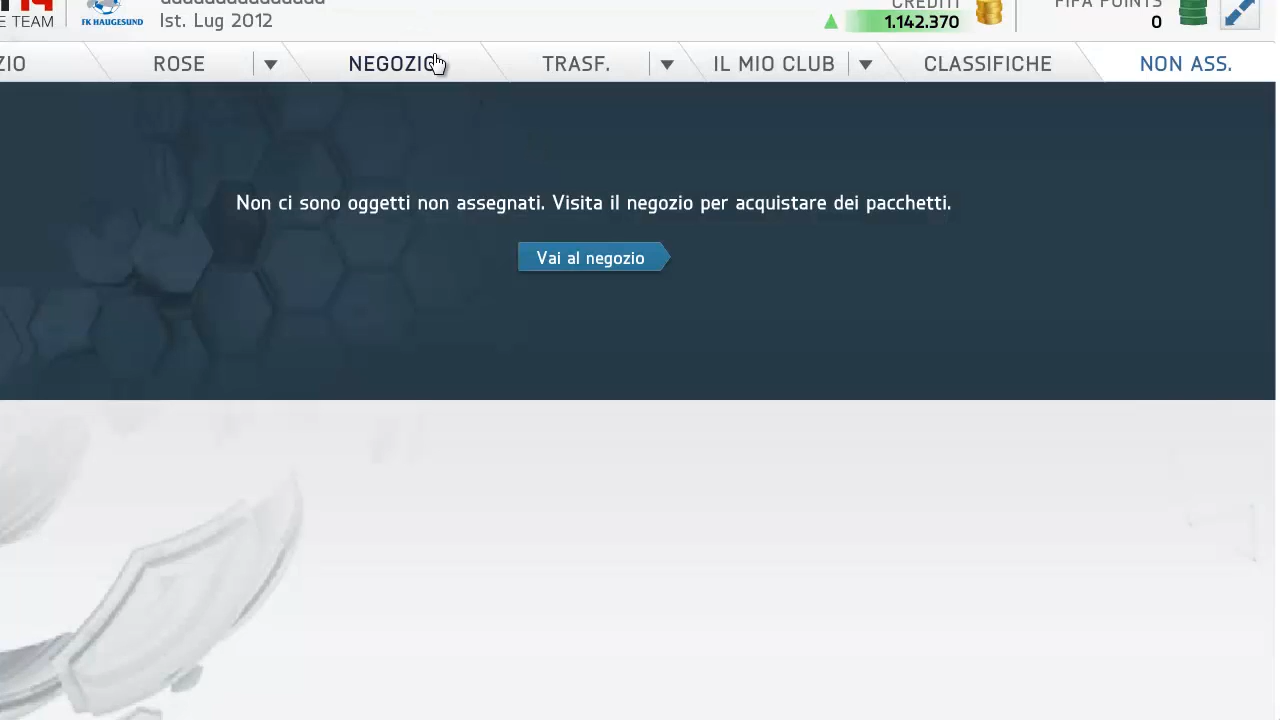 14
E TEAM
FK HAUGESUND
Ist. Lug 2012
CREDITI
1.142.370
FIFA POINTS
0
ZIO
ROSE
NEGOZIO
TRASF.
IL MIO CLUB
CLASSIFICHE
NON ASS.
Non ci sono oggetti non assegnati. Visita il negozio per acquistare dei pacchetti.
Vai al negozio